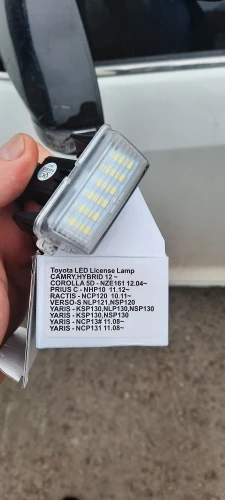 Toyota LED License Lamp
CAMRY,HYBRID 12 ~
COROLLA 5D - NZE161 12.04~
PRIUS C - NHP10 11.12~
RACTIS - NCP120 10.11~
VERSO-S NLP121,NSP120
YARIS - KSP130,NLP130,NSP130
YARIS - KSP130,NSP130
YARIS - NCP13# 11.08~
YARIS - NCP131 11.08~